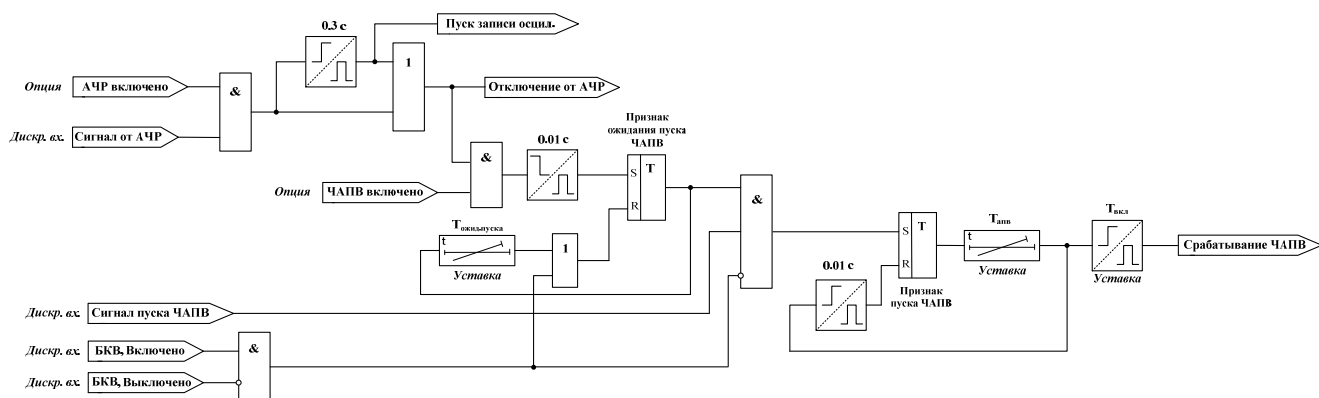 0.3 с
Пуск записи осцил.
1
Опция
АЧР включено
&
Отключение от АЧР
Дискр. вх.
Сигнал от АЧР
Признак
ожидания пуска
ЧАПВ
0.01 с
&
S
T
R
Опция
ЧАПВ включено
&
Tожид.пуска
t
Уставка
1
S
T
R
Tапв
t
Уставка
Tвкл
Уставка
Срабатывание ЧАПВ
0.01 с
Признак
пуска ЧАПВ
Дискр. вх.
Сигнал пуска ЧАПВ
Дискр. вх.
БКВ, Включено
&
Дискр. вх.
БКВ, Выключено